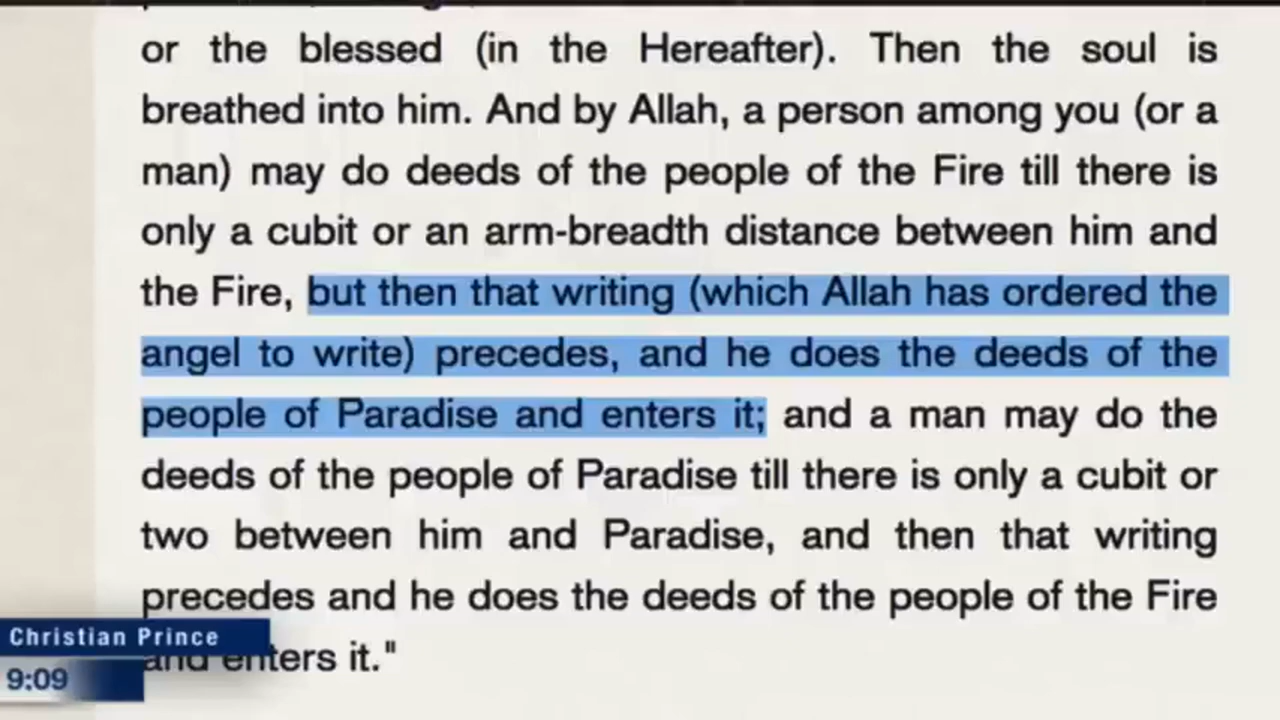 or the blessed (in the Hereafter). Then the soul is
breathed into him. And by Allah, a person among you (or a
man) may do deeds of the people of the Fire till there is
only a cubit or an arm-breadth distance between him and
the Fire, but then that writing (which Allah has ordered the
angel to write) precedes, and he does the deeds of the
people of Paradise and enters it; and a man may do the
deeds of the people of Paradise till there is only a cubit or
two between him and Paradise, and then that writing
precedes and he does the deeds of the people of the Fire
and enters it."
Christian Prince
9:09